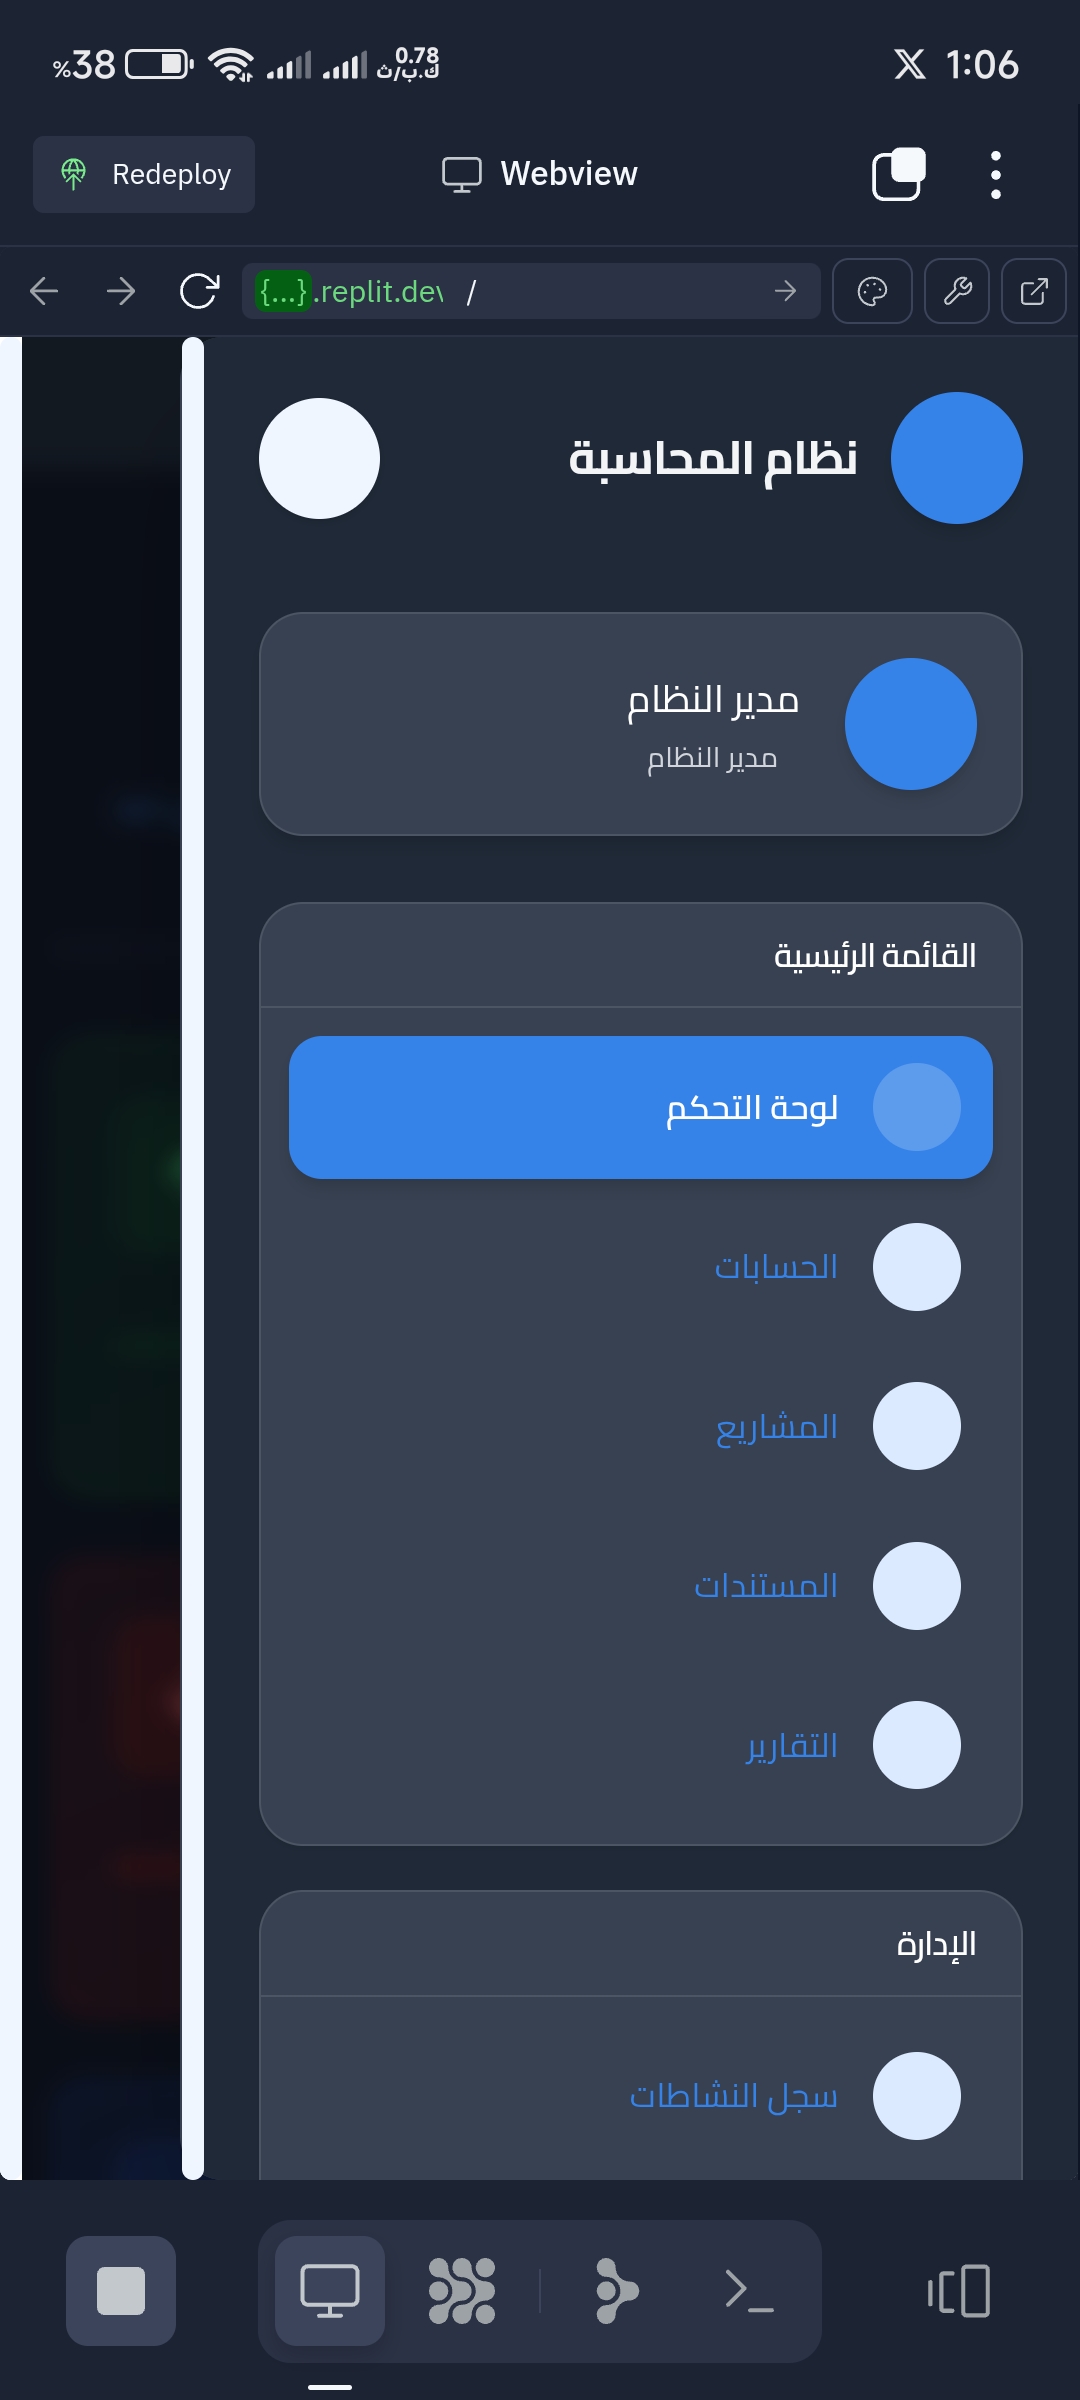 %38
0.78
ك.ب/ث
1:06
Redeploy
Webview
{...}.replit.dev /
نظام المحاسبة
مدير النظام
مدير النظام
القائمة الرئيسية
لوحة التحكم
الحسابات
المشاريع
المستندات
التقارير
الإدارة
سجل النشاطات